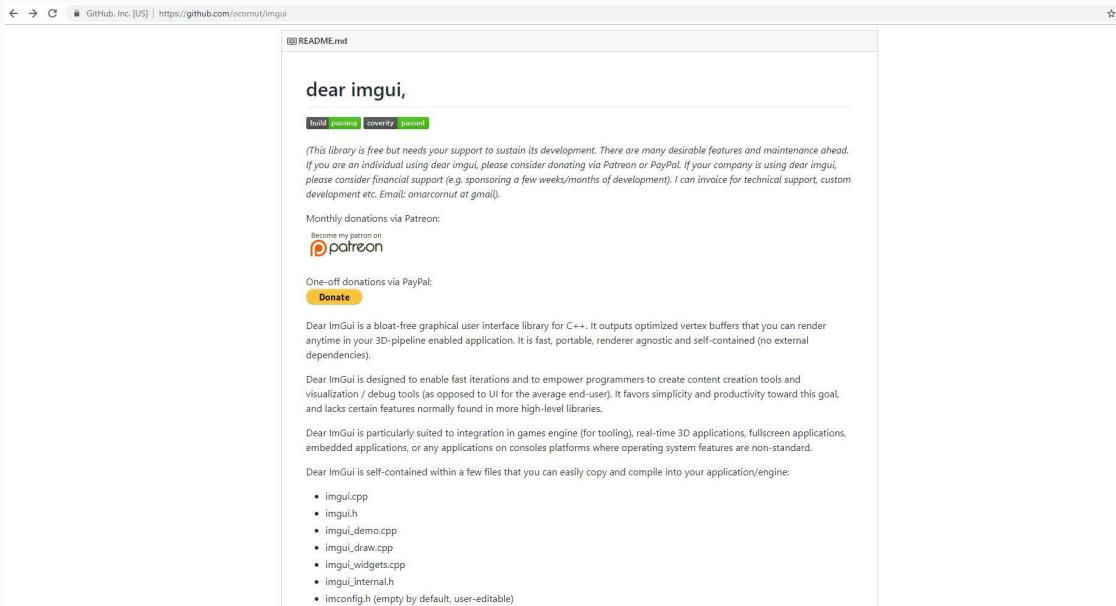 GitHub, Inc. [US] | https://github.com/ocornut/imgui
README.md
dear imgui,
build passing coverity passed
(This library is free but needs your support to sustain its development. There are many desirable features and maintenance ahead.
If you are an individual using dear imgui, please consider donating via Patreon or PayPal. If your company is using dear imgui,
please consider financial support (e.g. sponsoring a few weeks/months of development). I can invoice for technical support, custom
development etc. Email: omarcornut at gmail).
Monthly donations via Patreon:
Become my patron on
patreon
One-off donations via PayPal:
Donate
Dear ImGui is a bloat-free graphical user interface library for C++. It outputs optimized vertex buffers that you can render
anytime in your 3D-pipeline enabled application. It is fast, portable, renderer agnostic and self-contained (no external
dependencies).
Dear ImGui is designed to enable fast iterations and to empower programmers to create content creation tools and
visualization / debug tools (as opposed to UI for the average end-user). It favors simplicity and productivity toward this goal,
and lacks certain features normally found in more high-level libraries.
Dear ImGui is particularly suited to integration in games engine (for tooling), real-time 3D applications, fullscreen applications,
embedded applications, or any applications on consoles platforms where operating system features are non-standard.
Dear ImGui is self-contained within a few files that you can easily copy and compile into your application/engine:
• imgui.cpp
• imgui.h
• imgui_demo.cpp
• imgui_draw.cpp
• imgui_widgets.cpp
• imgui_internal.h
• imconfig.h (empty by default, user-editable)